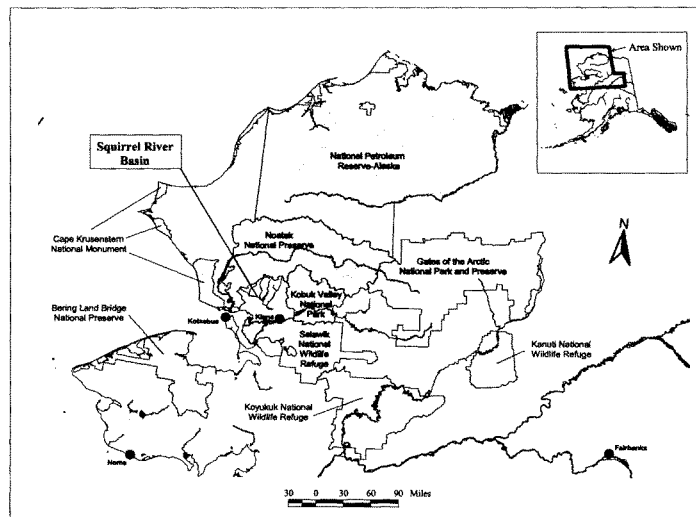 Area Shown
Squirrel River
Basin
National Petroleum
Reserve-Alaska
N
Cape Krusenstern
National Monument
Noatak
National Preserve
Gates of the Arctic
National Park and Preserve
Bering Land Bridge
National Preserve
Kotzebue
Kiana
Kobuk Valley
National
Park
Selawik
National
Wildlife
Refuge
Kanuti National
Wildlife Refuge
Koyukuk National
Wildlife Refuge
Nome
Fairbanks
30 0 30 60 90 Miles